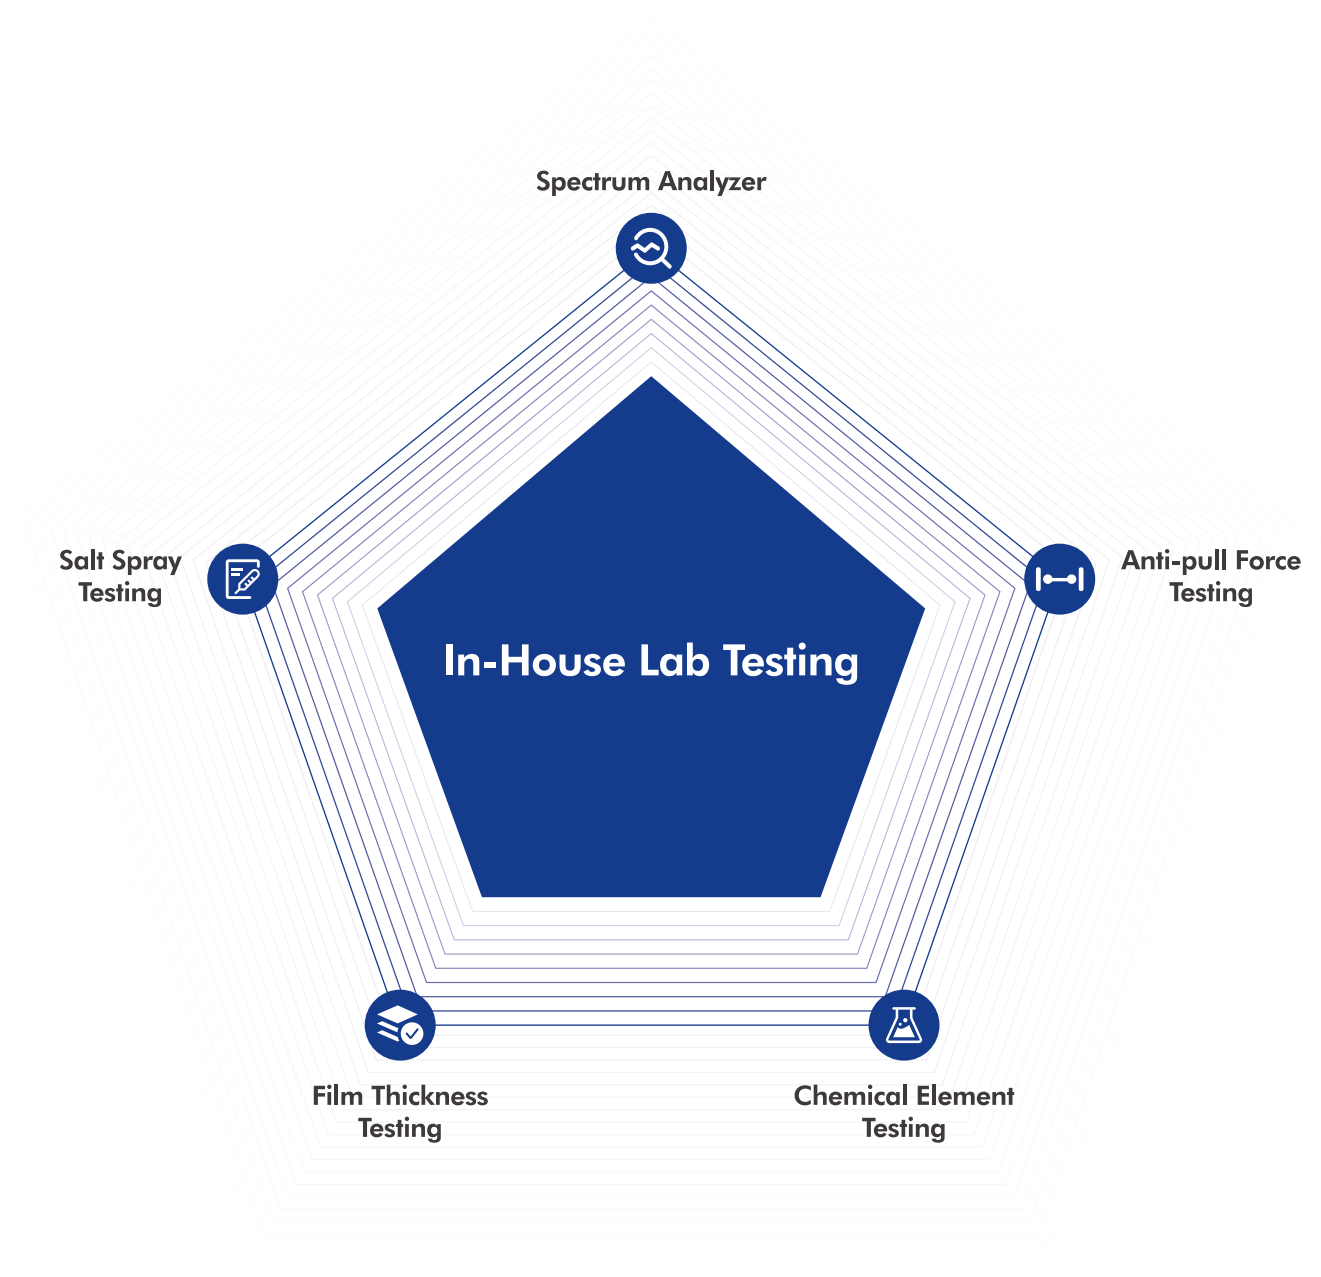 Spectrum Analyzer
Salt Spray
Testing
Anti-pull Force
Testing
In-House Lab Testing
Film Thickness
Testing
Chemical Element
Testing